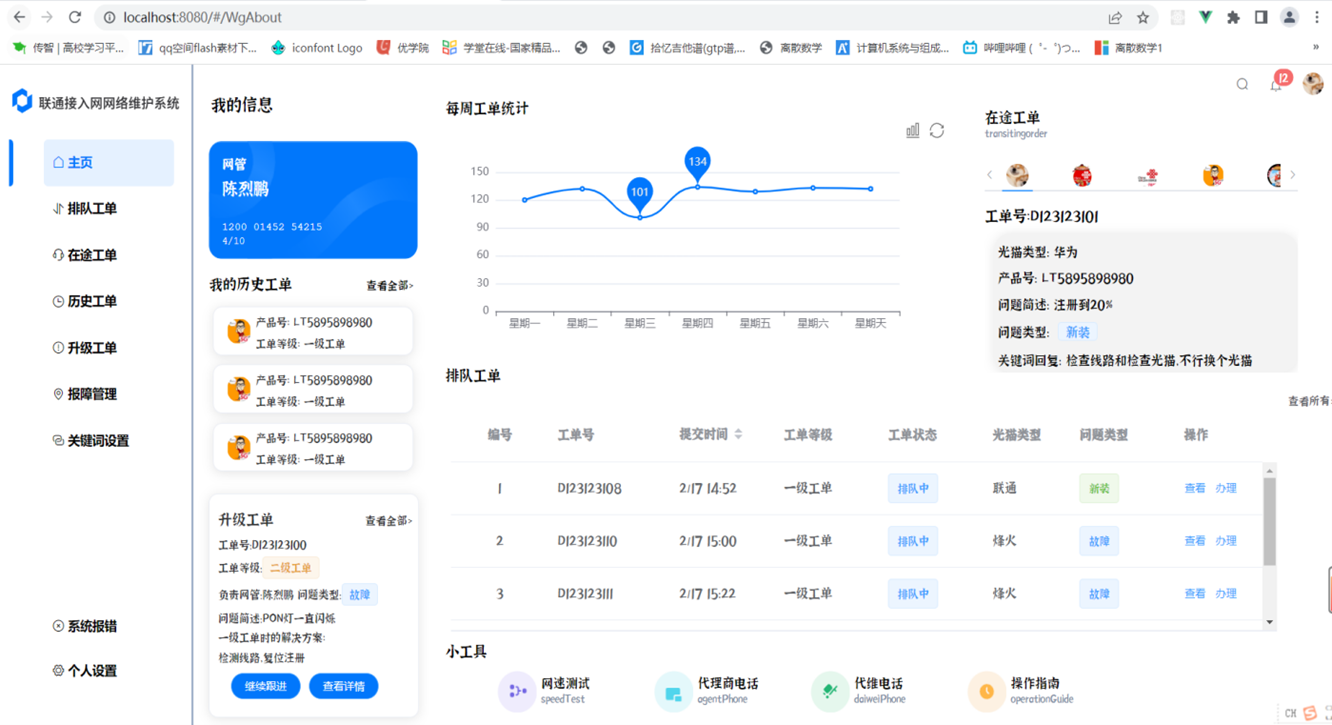 localhost:8080/#/WgAbout
传智 | 高校学习平... qq空间flash素材下... iconfont Logo 优学院 学堂在线-国家精品... 拾忆吉他谱(gtp谱,... 离散数学 计算机系统与组成... 哔哩哔哩 (゜-゜)つ... 离散数学1 »
联通接入网网络维护系统
主页
排队工单
在途工单
历史工单
升级工单
报障管理
关键词设置
系统报错
个人设置
我的信息
网管
陈烈鹏
1200 01452 54215
4/10
我的历史工单 查看全部>
产品号: LT5895898980
工单等级: 一级工单
产品号: LT5895898980
工单等级: 一级工单
产品号: LT5895898980
工单等级: 一级工单
升级工单 查看全部>
工单号:D123123100
工单等级: 二级工单
负责网管:陈烈鹏 问题类型: 故障
问题简述:PON灯一直闪烁
一级工单时的解决方案:
检测线路,复位注册
继续跟进 查看详情
每周工单统计
150
120
90
60
30
0
101
134
星期一 星期二 星期三 星期四 星期五 星期六 星期天
12
在途工单
transitingorder
工单号:D123123101
光猫类型: 华为
产品号: LT5895898980
问题简述: 注册到20%
问题类型: 新装
关键词回复: 检查线路和检查光猫,不行换个光猫
排队工单
查看所有
编号 工单号 提交时间 工单等级 工单状态 光猫类型 问题类型 操作
1 D123123108 2/17 14:52 一级工单 排队中 联通 新装 查看 办理
2 D123123110 2/17 15:00 一级工单 排队中 烽火 故障 查看 办理
3 D123123111 2/17 15:22 一级工单 排队中 烽火 故障 查看 办理
小工具
网速测试
speedTest
代理商电话
agentPhone
代维电话
daiweiPhone
操作指南
operationGuide
CH